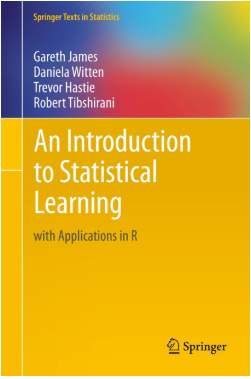 Springer Texts in Statistics
Gareth James
Daniela Witten
Trevor Hastie
Robert Tibshirani
An Introduction
to Statistical
Learning
with Applications in R
Springer